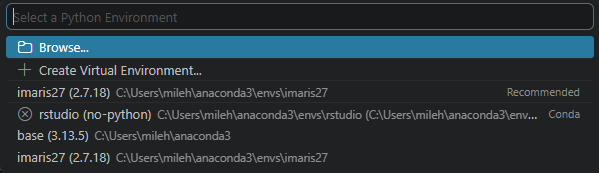 Select a Python Environment
Browse...
Create Virtual Environment...
imaris27 (2.7.18) C:\Users\mileh\anaconda3\envs\imaris27 Recommended
rstudio (no-python) C:\Users\mileh\anaconda3\envs\rstudio (C:\Users\mileh\anaconda3\env... Conda
base (3.13.5) C:\Users\mileh\anaconda3
imaris27 (2.7.18) C:\Users\mileh\anaconda3\envs\imaris27